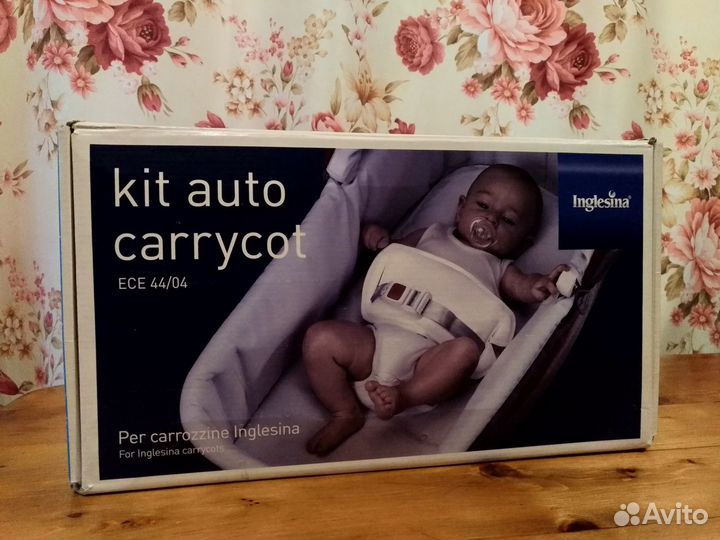 kit auto
carrycot
ECE 44/04
Inglesina
Per carrozzine Inglesina
For Inglesina carrycots
Avito